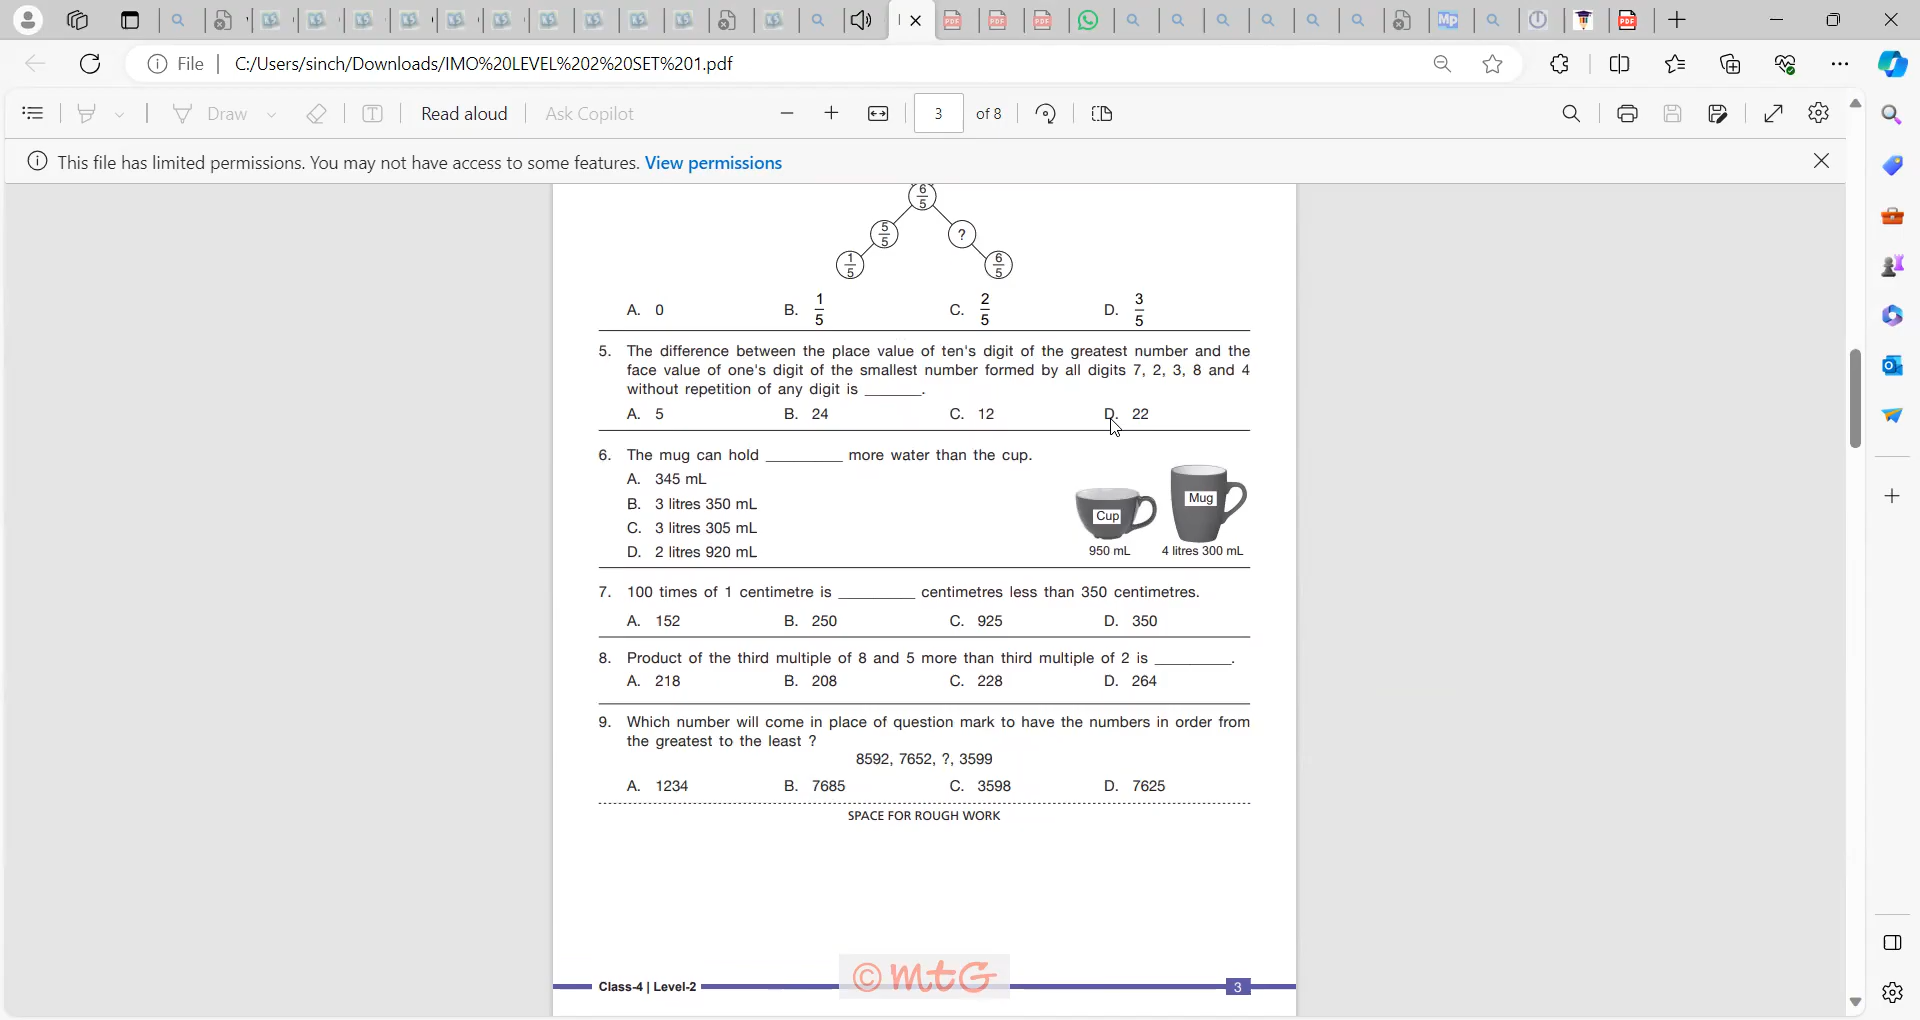 File
C:/Users/sinch/Downloads/IMO%20LEVEL%202%20SET%201.pdf
Draw
Read aloud
Ask Copilot
3 of 8
This file has limited permissions. You may not have access to some features. View permissions
6/5
5/5 ?
1/5 6/5
A. 0 B. 1/5 C. 2/5 D. 3/5
5. The difference between the place value of ten's digit of the greatest number and the
face value of one's digit of the smallest number formed by all digits 7, 2, 3, 8 and 4
without repetition of any digit is ______.
A. 5 B. 24 C. 12 D. 22
6. The mug can hold ________ more water than the cup.
A. 345 mL
B. 3 litres 350 mL
C. 3 litres 305 mL
D. 2 litres 920 mL
Cup
Mug
950 mL 4 litres 300 mL
7. 100 times of 1 centimetre is ________ centimetres less than 350 centimetres.
A. 152 B. 250 C. 925 D. 350
8. Product of the third multiple of 8 and 5 more than third multiple of 2 is ________.
A. 218 B. 208 C. 228 D. 264
9. Which number will come in place of question mark to have the numbers in order from
the greatest to the least ?
8592, 7652, ?, 3599
A. 1234 B. 7685 C. 3598 D. 7625
SPACE FOR ROUGH WORK
Class-4 | Level-2
© mtG
3